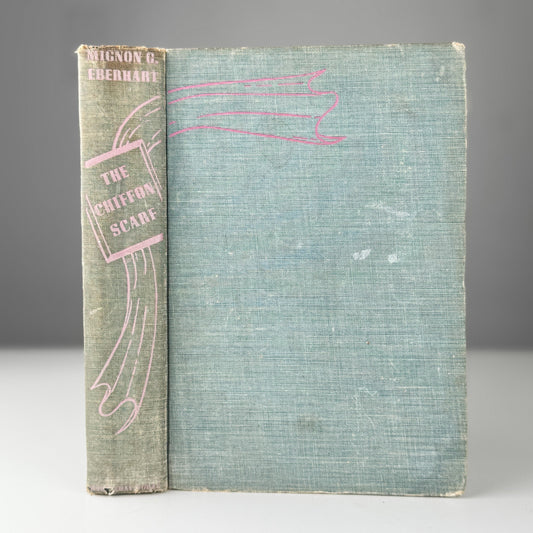 MIGNON G.
EBERHART
THE
CHIFFON
SCARF